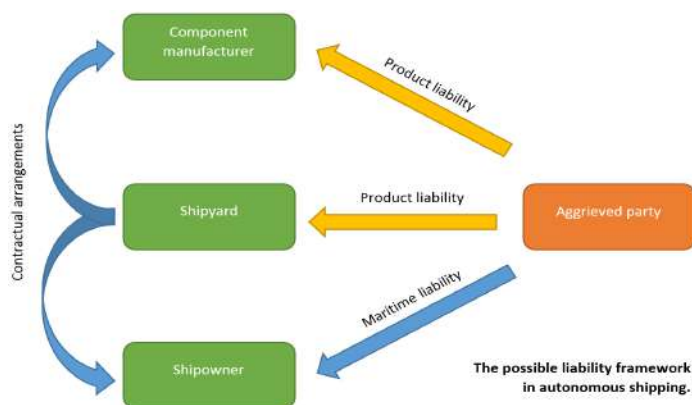 Component
manufacturer
Product liability
Contractual arrangements
Shipyard
Product liability
Aggrieved party
Maritime liability
Shipowner
The possible liability framework
in autonomous shipping.